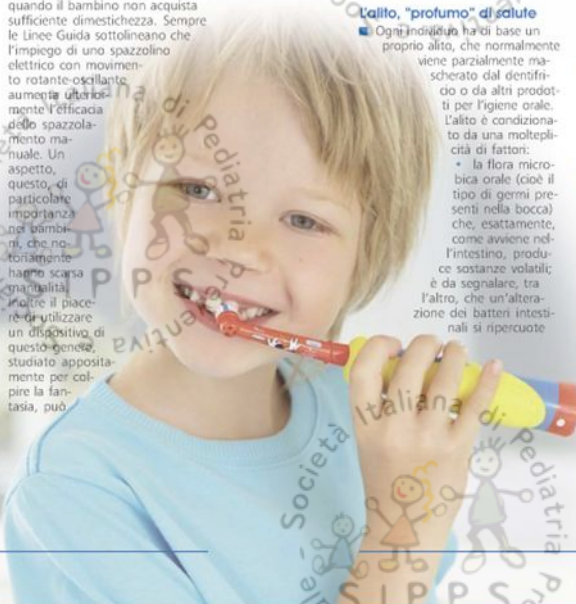 quando il bambino non acquista
sufficiente dimestichezza. Sempre
le Linee Guida sottolineano che
l'impiego di uno spazzolino
elettrico con movimen-
to rotante-oscillante
aumenta ulterior-
mente l'efficacia
dello spazzola-
mento ma-
nuale. Un
aspetto,
questo, di
particolare
importanza
nei bambi-
ni, che no-
toriamente
hanno scarsa
manualità.
Inoltre il piace-
re di utilizzare
un dispositivo di
questo genere,
studiato apposita-
mente per col-
pire la fan-
tasia, può
L'alito, "profumo" di salute
Ogni individuo ha di base un
proprio alito, che normalmente
viene parzialmente ma-
scherato dal dentifri-
cio o da altri prodot-
ti per l'igiene orale.
L'alito è condiziona-
to da una moltepli-
cità di fattori:
• la flora micro-
bica orale (cioè il
tipo di germi pre-
senti nella bocca)
che, esattamente,
come avviene nel-
l'intestino, produ-
ce sostanze volatili;
è da segnalare, tra
l'altro, che un'altera-
zione dei batteri intesti-
nali si ripercuote
Italiana di Pediatria Preventiva
SIPPS
Società Italiana di Pediatria
SIPPS